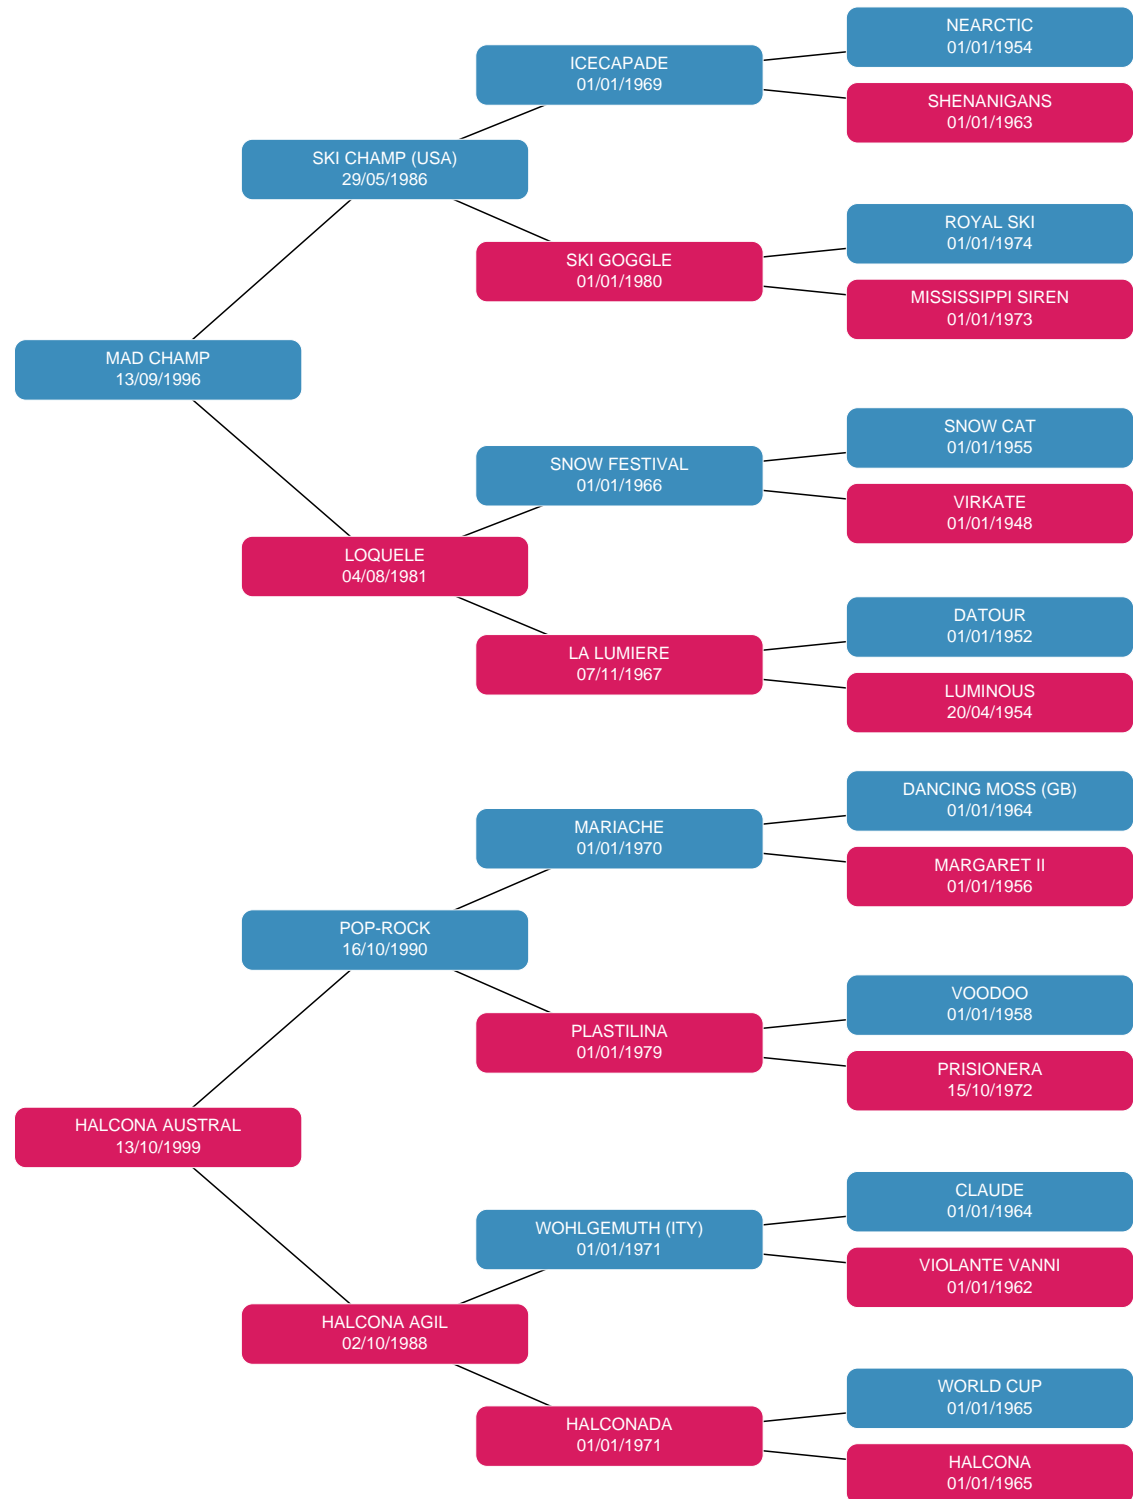 NEARCTIC
01/01/1954
ICECAPADE
01/01/1969
SHENANIGANS
01/01/1963
SKI CHAMP (USA)
29/05/1986
ROYAL SKI
01/01/1974
SKI GOGGLE
01/01/1980
MISSISSIPPI SIREN
01/01/1973
MAD CHAMP
13/09/1996
SNOW CAT
01/01/1955
SNOW FESTIVAL
01/01/1966
VIRKATE
01/01/1948
LOQUELE
04/08/1981
DATOUR
01/01/1952
LA LUMIERE
07/11/1967
LUMINOUS
20/04/1954
DANCING MOSS (GB)
01/01/1964
MARIACHE
01/01/1970
MARGARET II
01/01/1956
POP-ROCK
16/10/1990
VOODOO
01/01/1958
PLASTILINA
01/01/1979
PRISIONERA
15/10/1972
HALCONA AUSTRAL
13/10/1999
CLAUDE
01/01/1964
WOHLGEMUTH (ITY)
01/01/1971
VIOLANTE VANNI
01/01/1962
HALCONA AGIL
02/10/1988
WORLD CUP
01/01/1965
HALCONADA
01/01/1971
HALCONA
01/01/1965